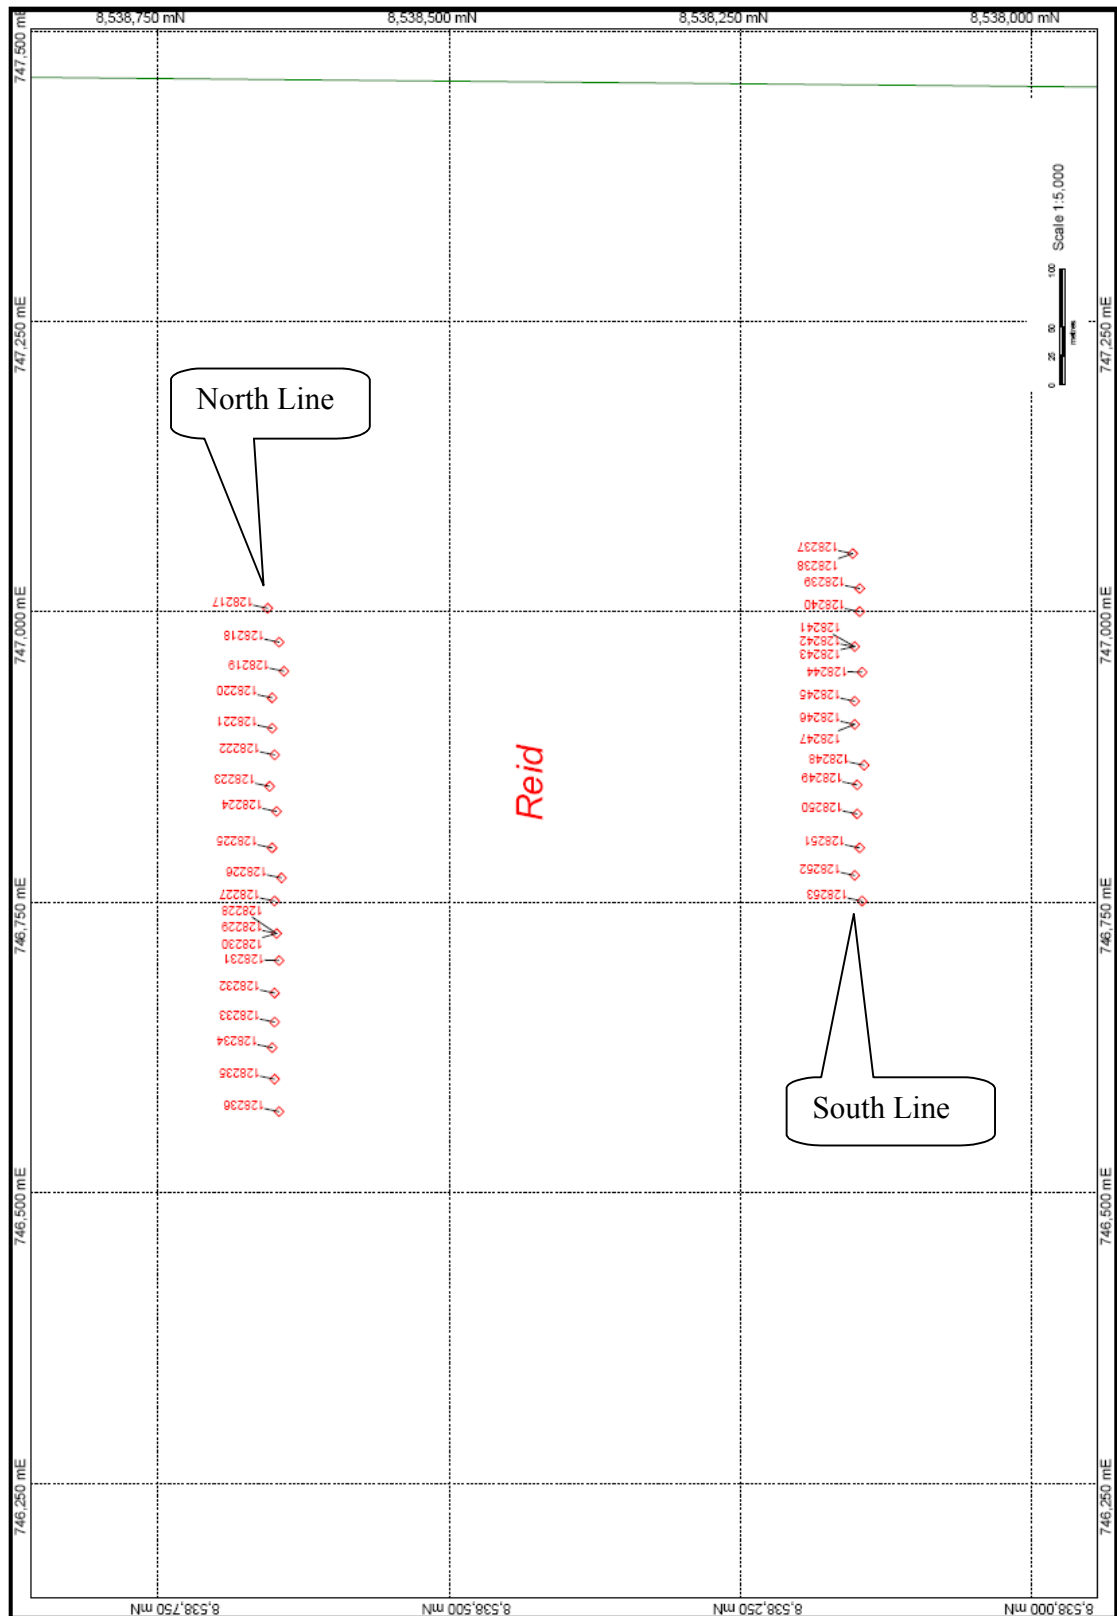 8,538,750 mN
8,538,500 mN
8,538,250 mN
8,538,000 mN
747,500 mE
747,250 mE
747,250 mE
Scale 1:5,000
0 25 50 100
metres
North Line
128217
128218
128219
128220
128221
128222
128223
128224
128225
128226
128227
128228
128229
128230
128231
128232
128233
128234
128235
128236
Reid
128237
128238
128239
128240
128241
128242
128243
128244
128245
128246
128247
128248
128249
128250
128251
128252
128253
South Line
747,000 mE
747,000 mE
746,750 mE
746,750 mE
746,500 mE
746,500 mE
746,250 mE
746,250 mE
8,538,750 mN
8,538,500 mN
8,538,250 mN
8,538,000 mN